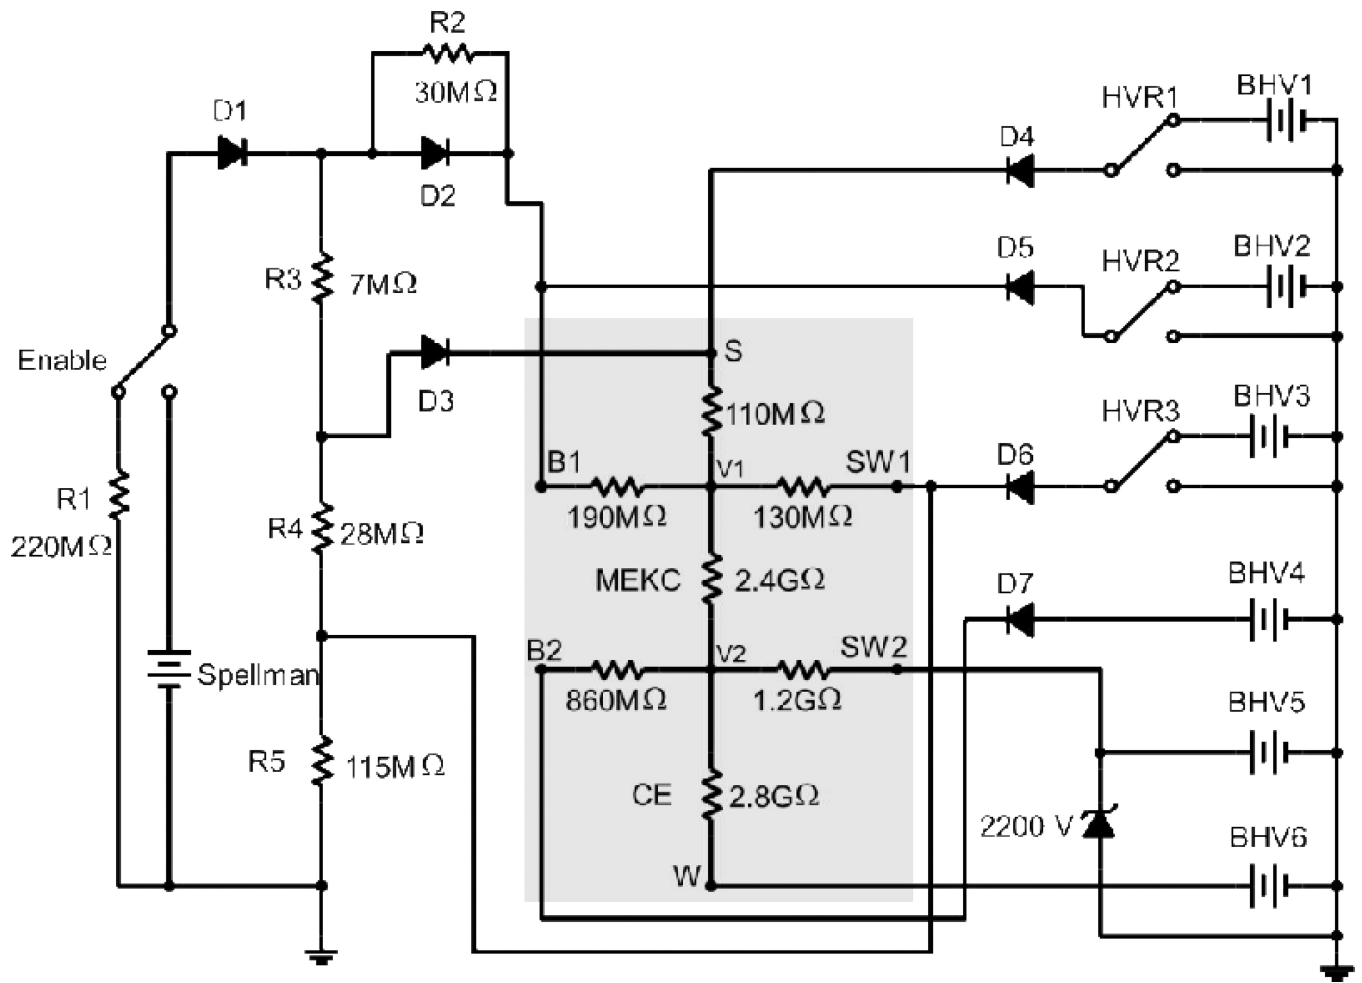 R2
30MΩ
D1
D2
R3 7MΩ
D3
Enable
R1
220MΩ
R4 28MΩ
Spellman
R5 115MΩ
S
110MΩ
B1 V1 SW1
190MΩ 130MΩ
MEKC 2.4GΩ
B2 V2 SW2
860MΩ 1.2GΩ
CE 2.8GΩ
W
D4 HVR1 BHV1
D5 HVR2 BHV2
D6 HVR3 BHV3
D7 BHV4
BHV5
2200 V
BHV6